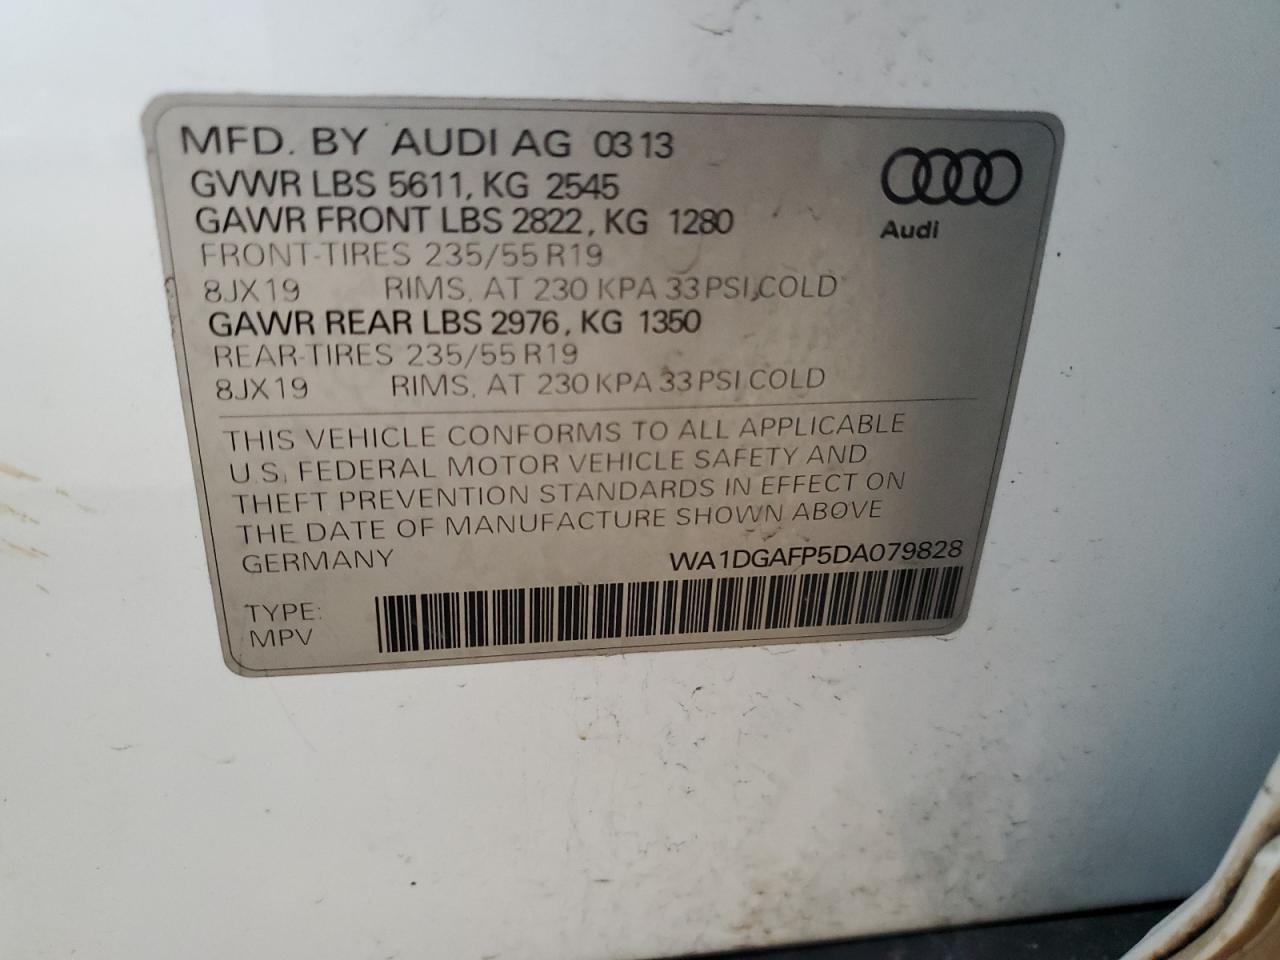 MFD. BY AUDI AG 03 13
GVWR LBS 5611, KG 2545
GAWR FRONT LBS 2822, KG 1280
FRONT-TIRES 235/55 R19
8JX19 RIMS, AT 230 KPA 33 PSI,COLD
GAWR REAR LBS 2976, KG 1350
REAR-TIRES 235/55 R19
8JX19 RIMS, AT 230 KPA 33 PSI COLD
Audi
THIS VEHICLE CONFORMS TO ALL APPLICABLE
U.S. FEDERAL MOTOR VEHICLE SAFETY AND
THEFT PREVENTION STANDARDS IN EFFECT ON
THE DATE OF MANUFACTURE SHOWN ABOVE
GERMANY WA1DGAFP5DA079828
TYPE:
MPV